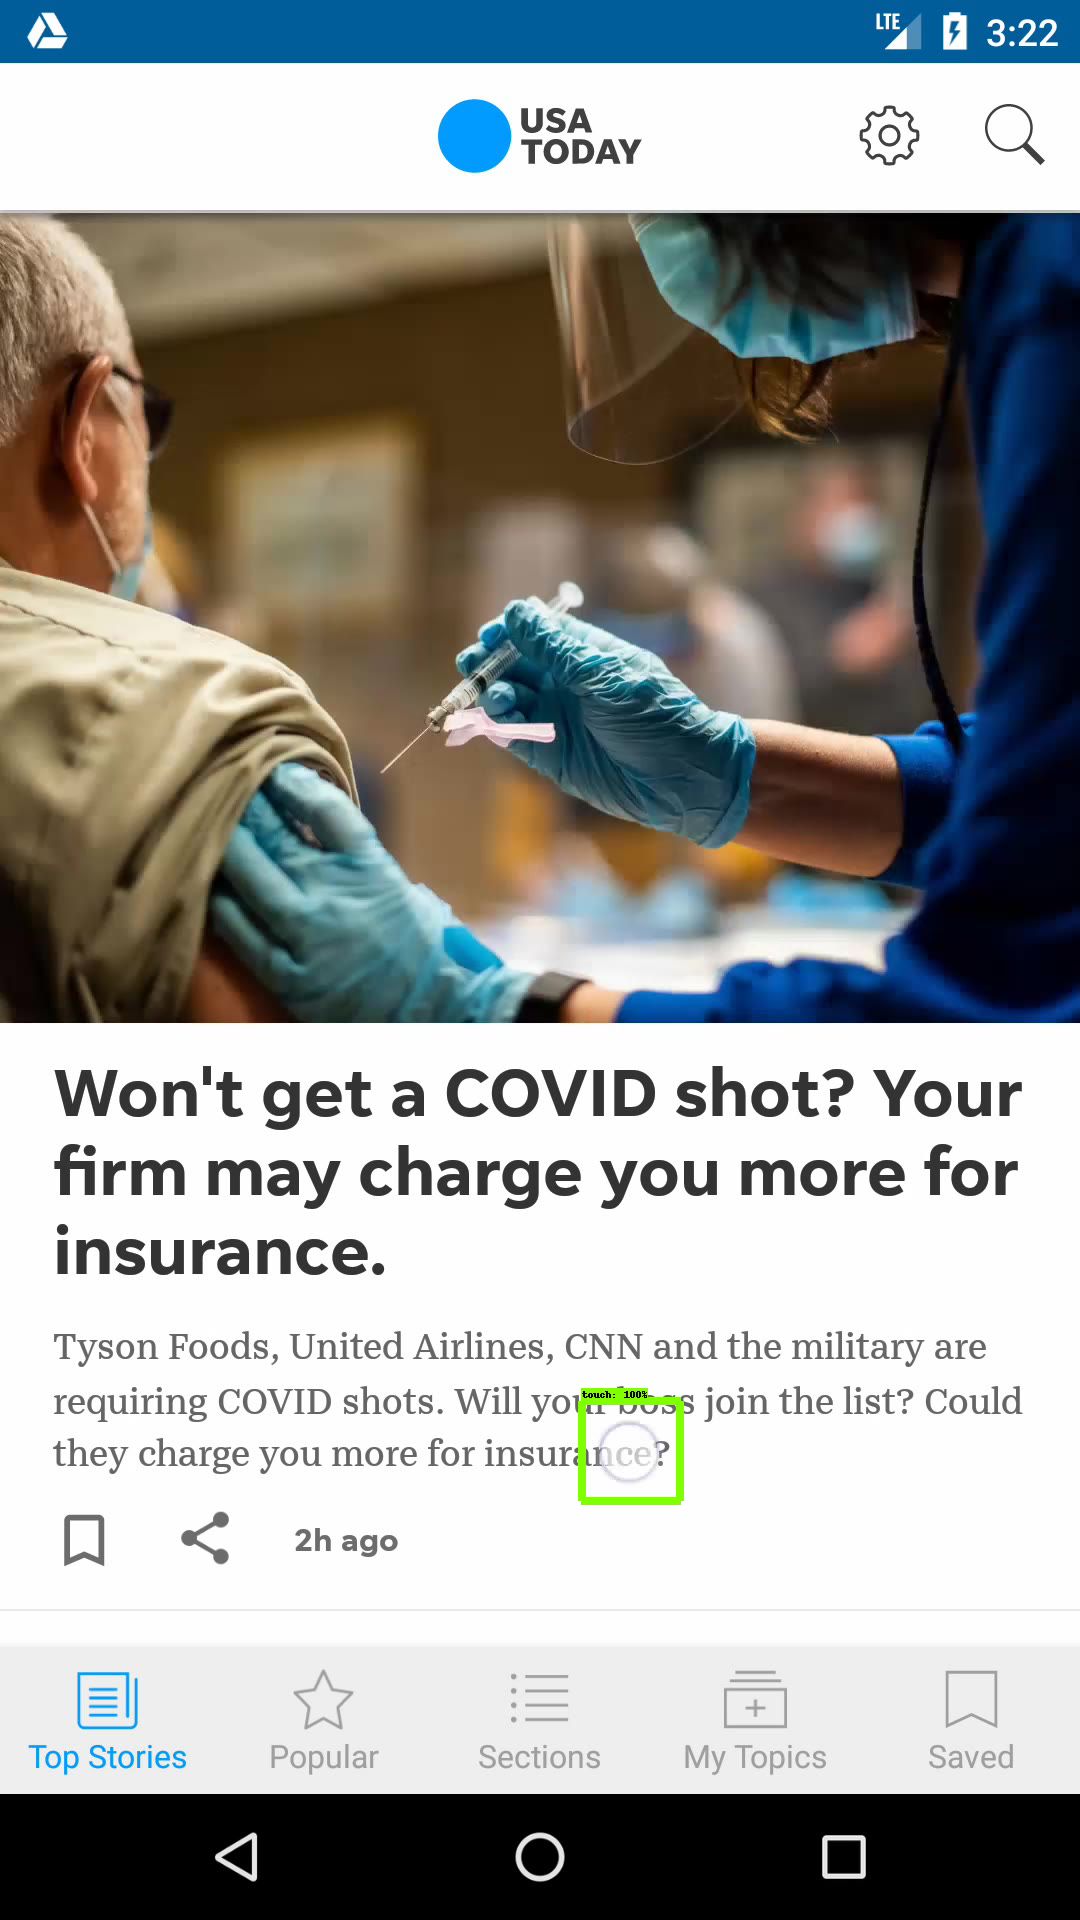 LTE 3:22
USA
TODAY
Won't get a COVID shot? Your
firm may charge you more for
insurance.
Tyson Foods, United Airlines, CNN and the military are
touch: 100%
requiring COVID shots. Will your boss join the list? Could
they charge you more for insurance?
2h ago
Top Stories Popular Sections My Topics Saved